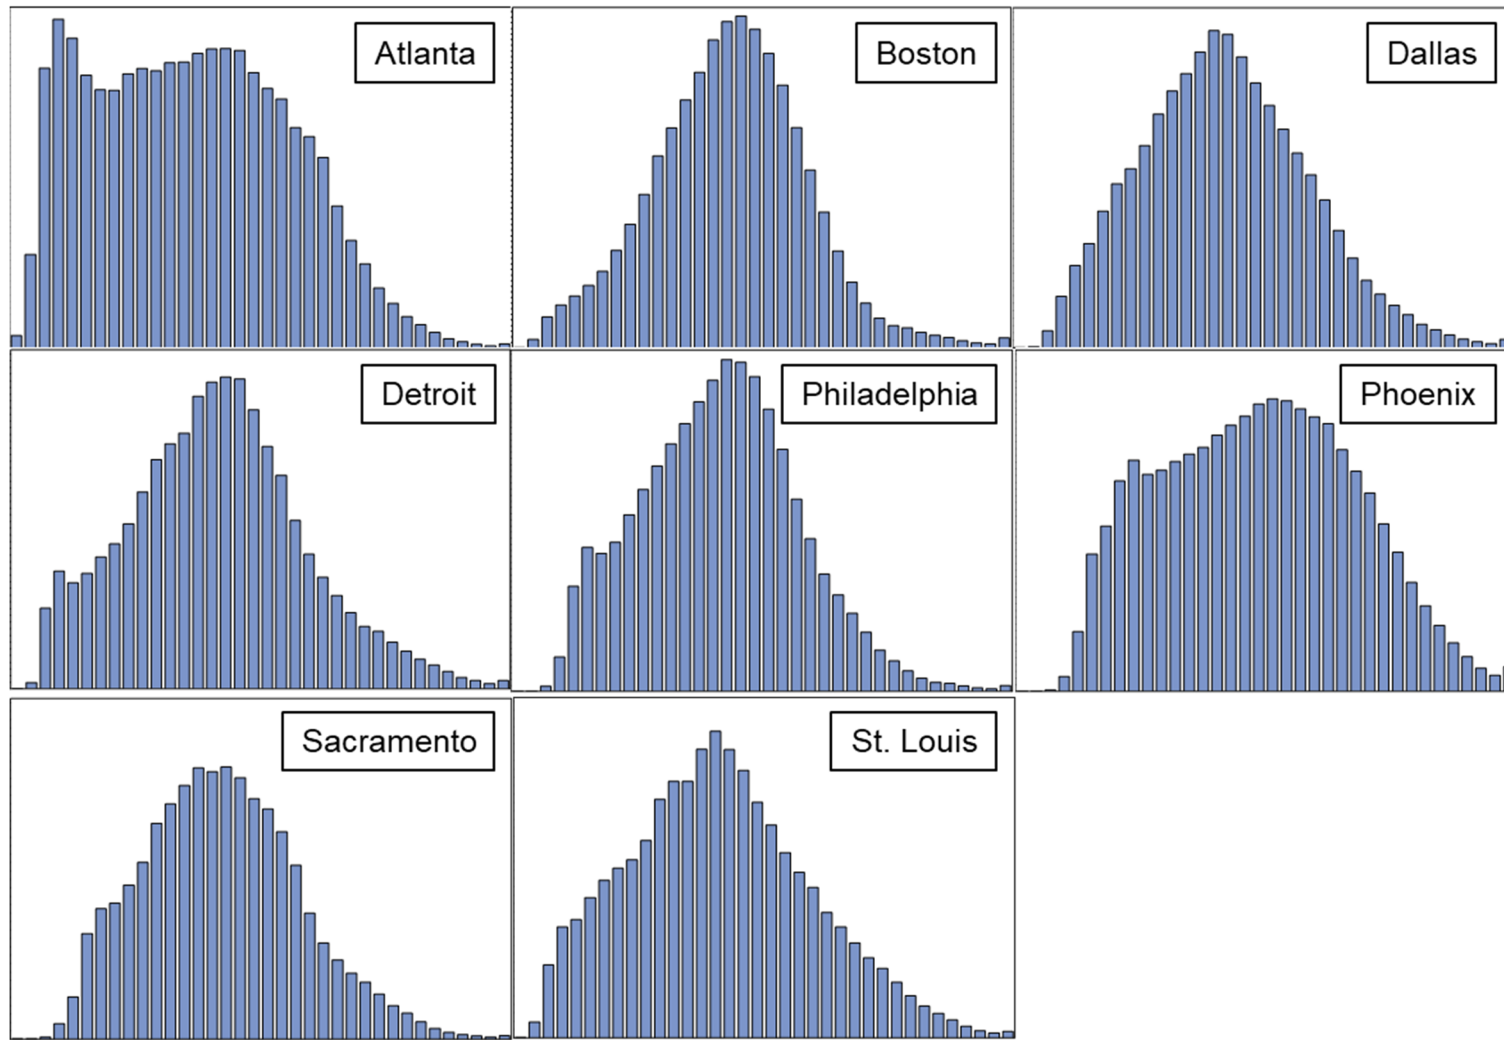 Atlanta
Boston
Dallas
Detroit
Philadelphia
Phoenix
Sacramento
St. Louis